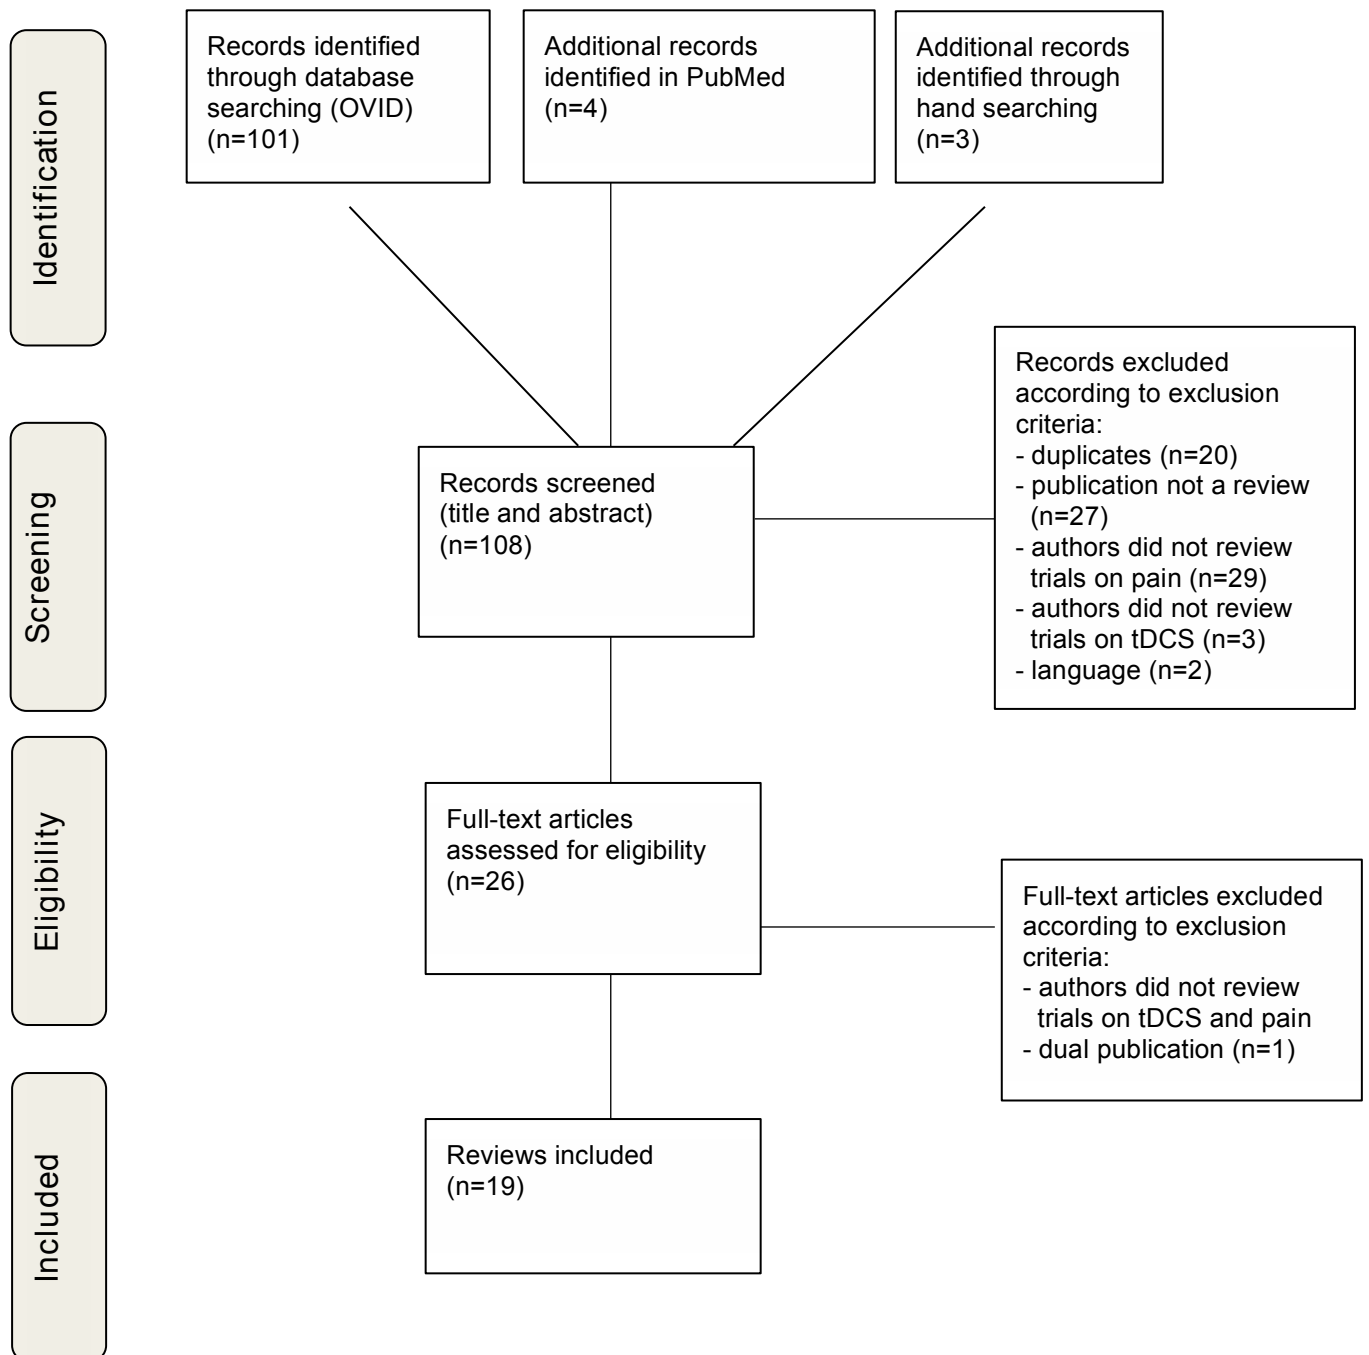 Identification
Records identified
through database
searching (OVID)
(n=101)
Additional records
identified in PubMed
(n=4)
Additional records
identified through
hand searching
(n=3)
Screening
Records screened
(title and abstract)
(n=108)
Records excluded
according to exclusion
criteria:
- duplicates (n=20)
- publication not a review
(n=27)
- authors did not review
trials on pain (n=29)
- authors did not review
trials on tDCS (n=3)
- language (n=2)
Eligibility
Full-text articles
assessed for eligibility
(n=26)
Full-text articles excluded
according to exclusion
criteria:
- authors did not review
trials on tDCS and pain
- dual publication (n=1)
Included
Reviews included
(n=19)